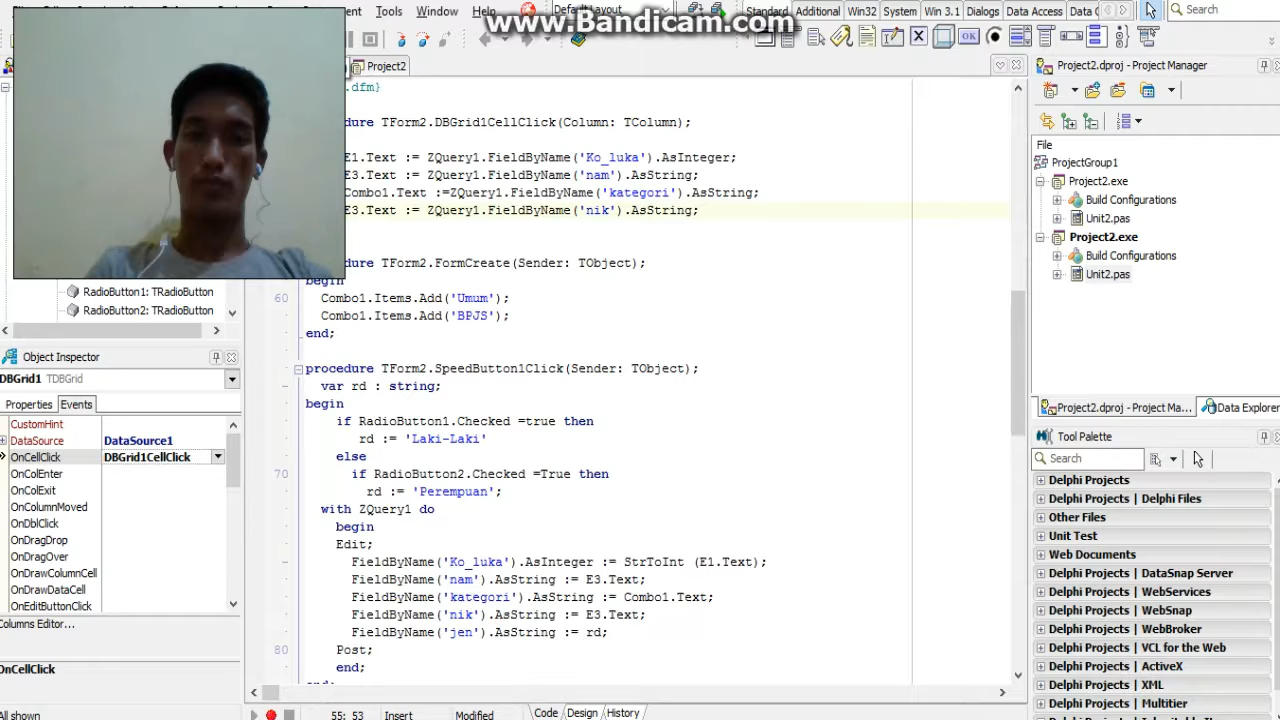 ment Tools Window Help Default Layout
www.Bandicam.com
Standard Additional Win32 System Win 3.1 Dialogs Data Access Data C Search
OK
Project2
Project2.dproj - Project Manager
File
ProjectGroup1
Project2.exe
Build Configurations
Unit2.pas
Project2.exe
Build Configurations
Unit2.pas
.dfm}
edure TForm2.DBGrid1CellClick(Column: TColumn);
E1.Text := ZQuery1.FieldByName('Ko_luka').AsInteger;
E3.Text := ZQuery1.FieldByName('nam').AsString;
Combo1.Text :=ZQuery1.FieldByName('kategori').AsString;
E3.Text := ZQuery1.FieldByName('nik').AsString;
edure TForm2.FormCreate(Sender: TObject);
begin
60 Combo1.Items.Add('Umum');
Combo1.Items.Add('BPJS');
end;
procedure TForm2.SpeedButton1Click(Sender: TObject);
var rd : string;
begin
if RadioButton1.Checked =true then
rd := 'Laki-Laki'
else
70 if RadioButton2.Checked =True then
rd := 'Perempuan';
with ZQuery1 do
begin
Edit;
FieldByName('Ko_luka').AsInteger := StrToInt (E1.Text);
FieldByName('nam').AsString := E3.Text;
FieldByName('kategori').AsString := Combo1.Text;
FieldByName('nik').AsString := E3.Text;
FieldByName('jen').AsString := rd;
80 Post;
end;
RadioButton1: TRadioButton
RadioButton2: TRadioButton
Object Inspector
DBGrid1 TDBGrid
Properties Events
CustomHint
DataSource DataSource1
OnCellClick DBGrid1CellClick
OnColEnter
OnColExit
OnColumnMoved
OnDblClick
OnDragDrop
OnDragOver
OnDrawColumnCell
OnDrawDataCell
OnEditButtonClick
Columns Editor...
OnCellClick
All shown
55: 53 Insert Modified Code Design History
Project2.dproj - Project Ma... Data Explorer
Tool Palette
Search
Delphi Projects
Delphi Projects | Delphi Files
Other Files
Unit Test
Web Documents
Delphi Projects | DataSnap Server
Delphi Projects | WebServices
Delphi Projects | WebSnap
Delphi Projects | WebBroker
Delphi Projects | VCL for the Web
Delphi Projects | ActiveX
Delphi Projects | XML
Delphi Projects | Multitier